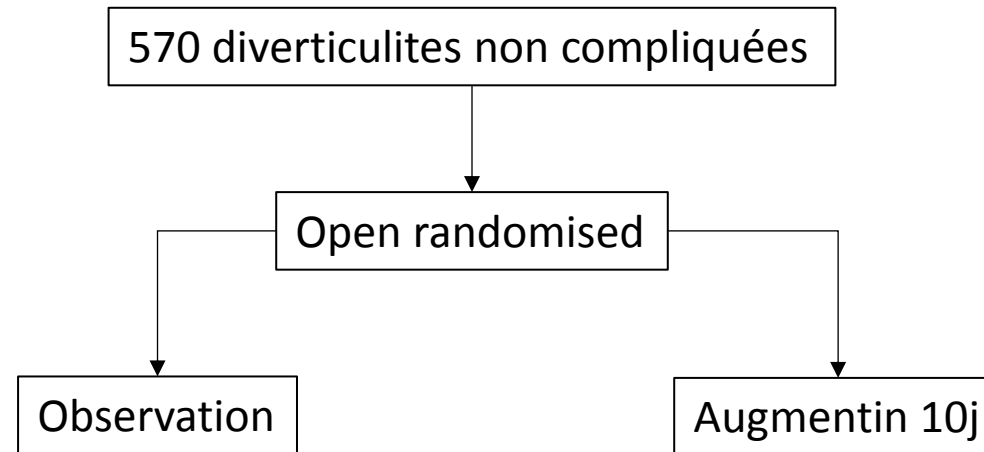 570 diverticulites non compliquées
Open randomised
Observation
Augmentin 10j